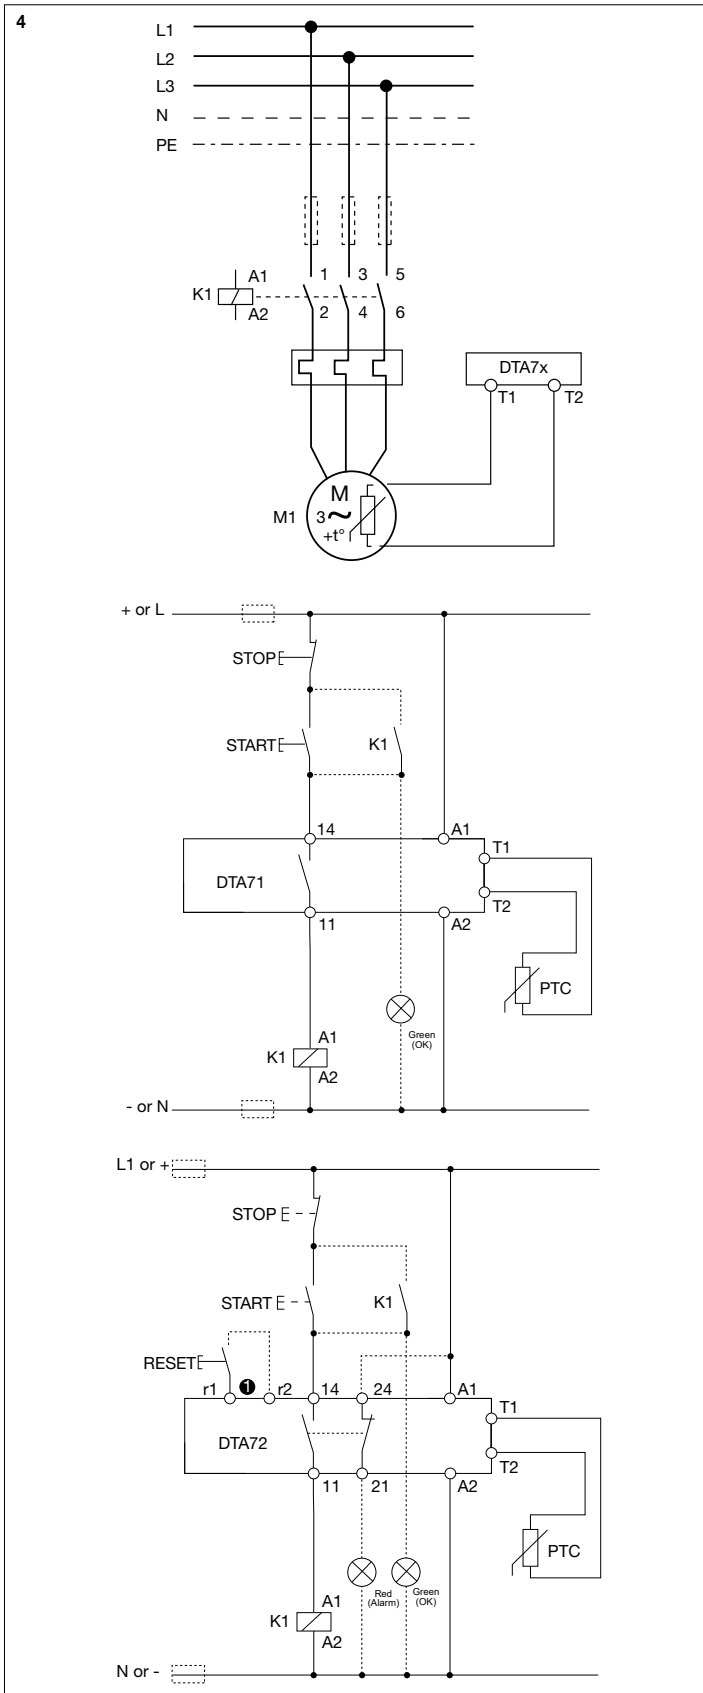 4
L1
L2
L3
N
PE
K1
A1
A2
1 3 5
2 4 6
DTA7x
T1 T2
M1
M
3~
+t°
+ or L
STOP
START
K1
14
A1
T1
DTA71
T2
11
A2
PTC
Green
(OK)
A1
K1
A2
- or N
L1 or +
STOP
START
K1
RESET
r1 1 r2 14 24 A1
T1
DTA72
T2
11 21 A2
PTC
Red
(Alarm)
Green
(OK)
A1
K1
A2
N or -